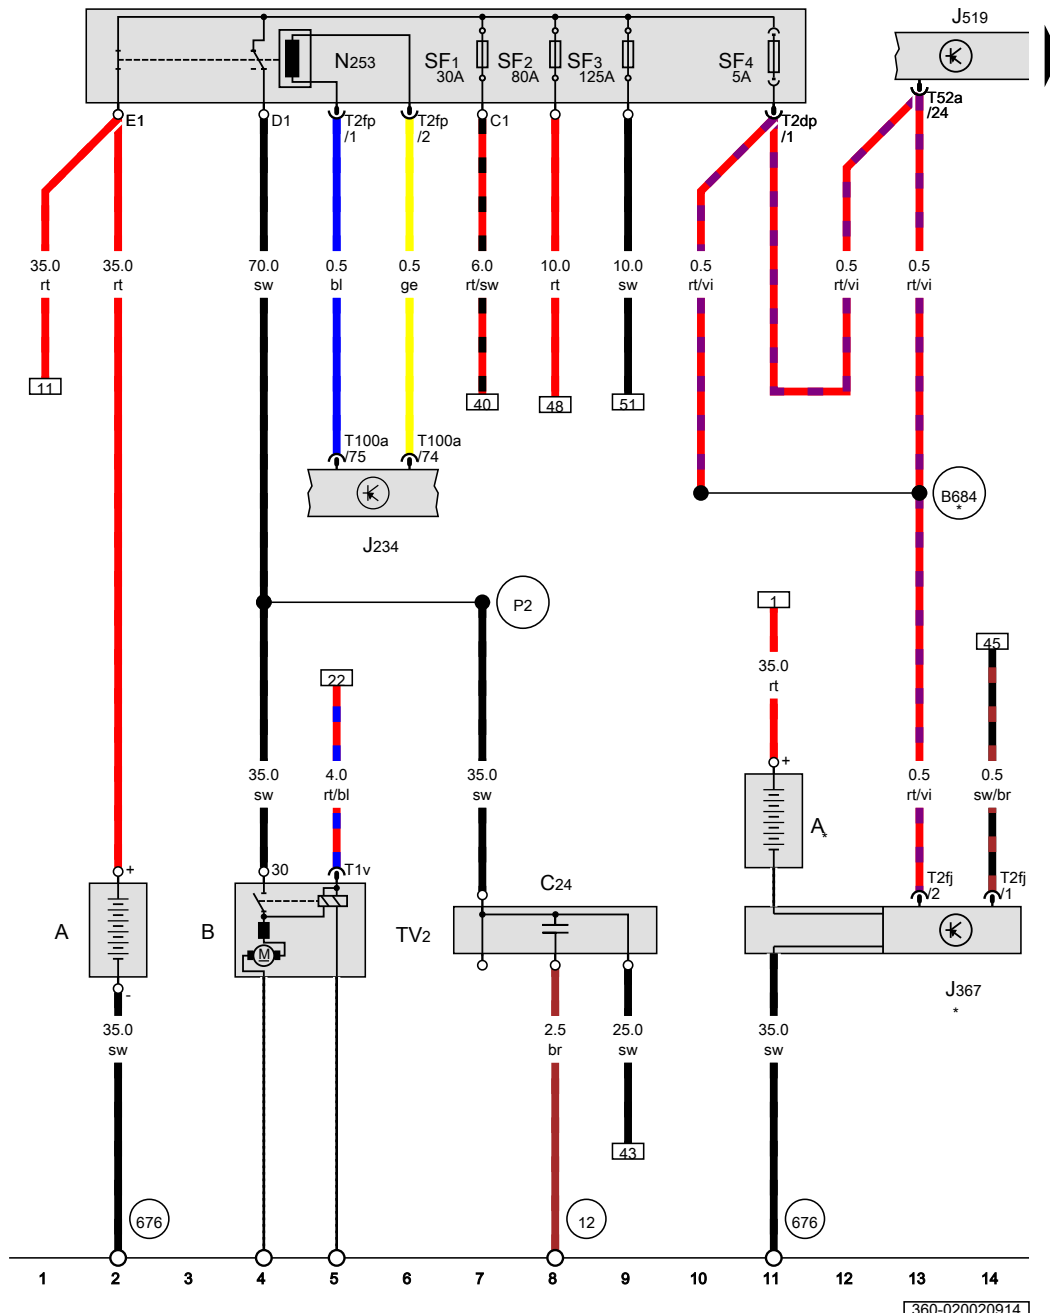 J519
N253
SF1
30A
SF2
80A
SF3
125A
SF4
5A
E1
D1
T2fp
/1
T2fp
/2
C1
T2dp
/1
T52a
/24
35.0
rt
35.0
rt
70.0
sw
0.5
bl
0.5
ge
6.0
rt/sw
10.0
rt
10.0
sw
0.5
rt/vi
0.5
rt/vi
0.5
rt/vi
11
40
48
51
T100a
/75
T100a
/74
J234
B684
*
P2
1
45
22
35.0
rt
35.0
sw
4.0
rt/bl
35.0
sw
0.5
rt/vi
0.5
sw/br
+
A
*
+
30
T1v
C24
T2fj
/2
T2fj
/1
A
B
M
TV2
J367
*
-
35.0
sw
2.5
br
25.0
sw
35.0
sw
43
676
12
676
1 2 3 4 5 6 7 8 9 10 11 12 13 14
360-020020914